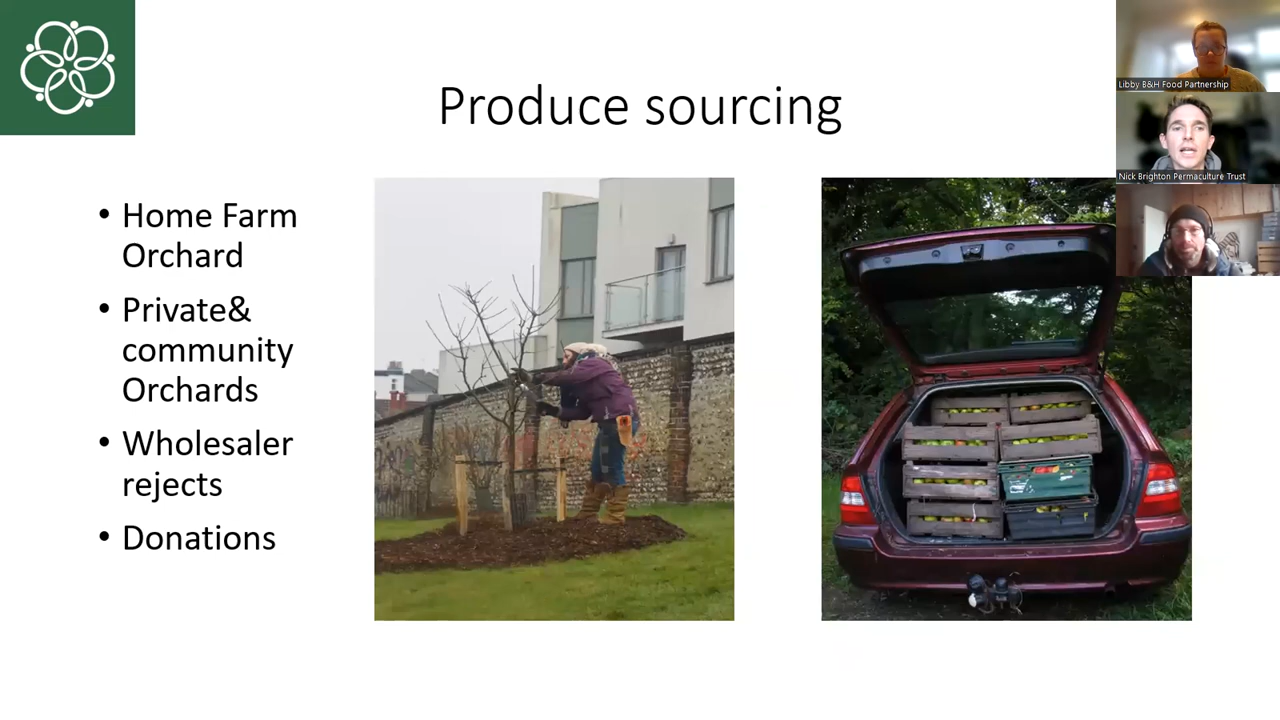 Produce sourcing
• Home Farm
Orchard
• Private&
community
Orchards
• Wholesaler
rejects
• Donations
Libby B&H Food Partnership
Nick Brighton Permaculture Trust